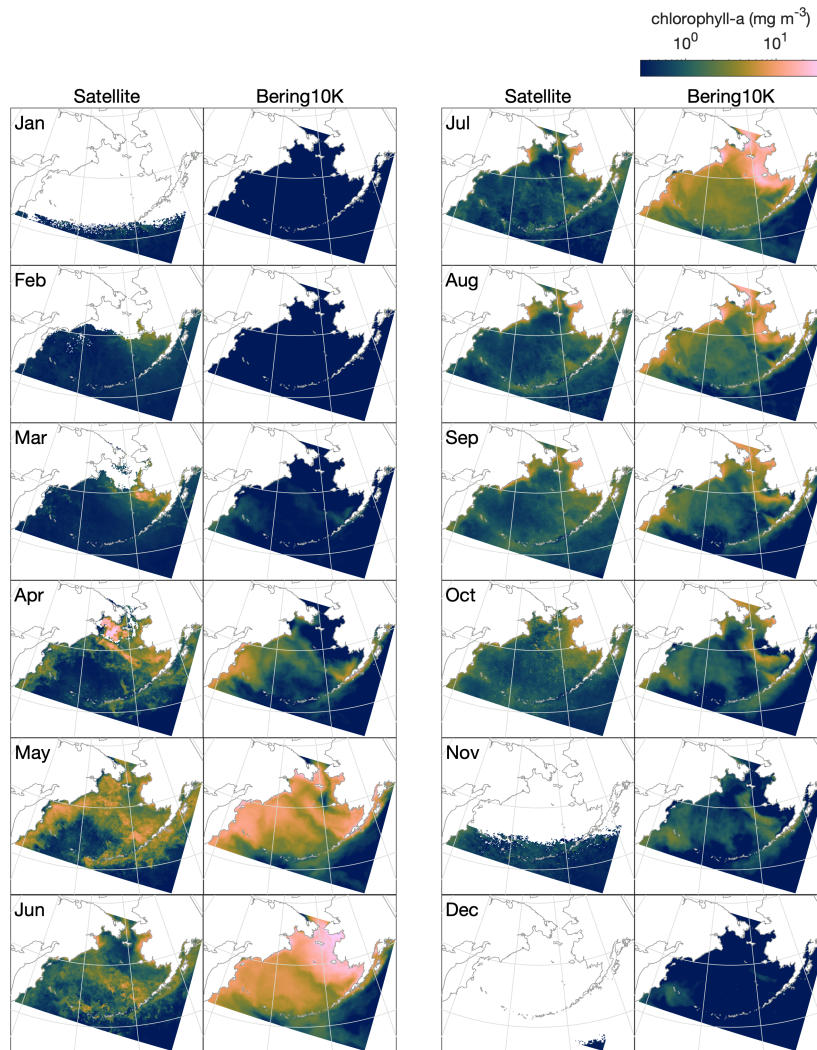 chlorophyll-a (mg m⁻³)
10⁰ 10¹
Satellite Bering10K Satellite Bering10K
Jan
Jul
Feb
Aug
Mar
Sep
Apr
Oct
May
Nov
Jun
Dec